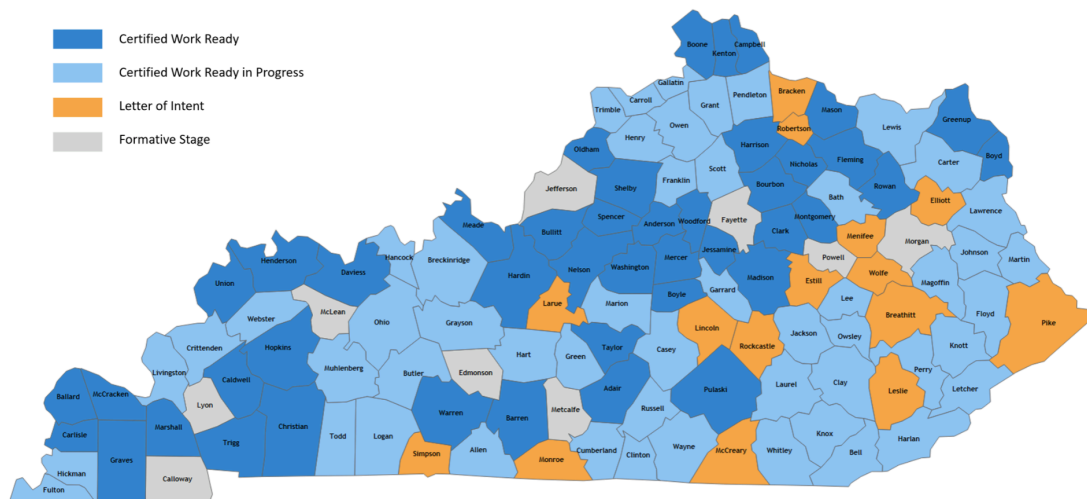 Certified Work Ready
Certified Work Ready in Progress
Letter of Intent
Formative Stage
Boone
Kenton
Campbell
Gallatin
Carroll
Trimble
Grant
Pendleton
Bracken
Robertson
Mason
Lewis
Greenup
Boyd
Carter
Owen
Henry
Oldham
Harrison
Nicholas
Fleming
Rowan
Elliott
Lawrence
Jefferson
Shelby
Franklin
Scott
Bourbon
Bath
Montgomery
Menifee
Morgan
Johnson
Martin
Meade
Bullitt
Spencer
Anderson
Woodford
Fayette
Clark
Powell
Wolfe
Magoffin
Floyd
Pike
Henderson
Union
Daviess
Hancock
Breckinridge
Hardin
Nelson
Washington
Mercer
Jessamine
Madison
Estill
Lee
Breathitt
Knott
Webster
McLean
Ohio
Grayson
Larue
Marion
Boyle
Garrard
Lincoln
Rockcastle
Jackson
Owsley
Perry
Letcher
Crittenden
Livingston
Hopkins
Muhlenberg
Butler
Edmonson
Hart
Green
Taylor
Casey
Pulaski
Laurel
Clay
Leslie
Harlan
Ballard
McCracken
Lyon
Caldwell
Christian
Todd
Logan
Warren
Barren
Metcalfe
Adair
Russell
Wayne
McCreary
Whitley
Knox
Bell
Carlisle
Graves
Marshall
Trigg
Calloway
Hickman
Fulton
Simpson
Allen
Monroe
Cumberland
Clinton